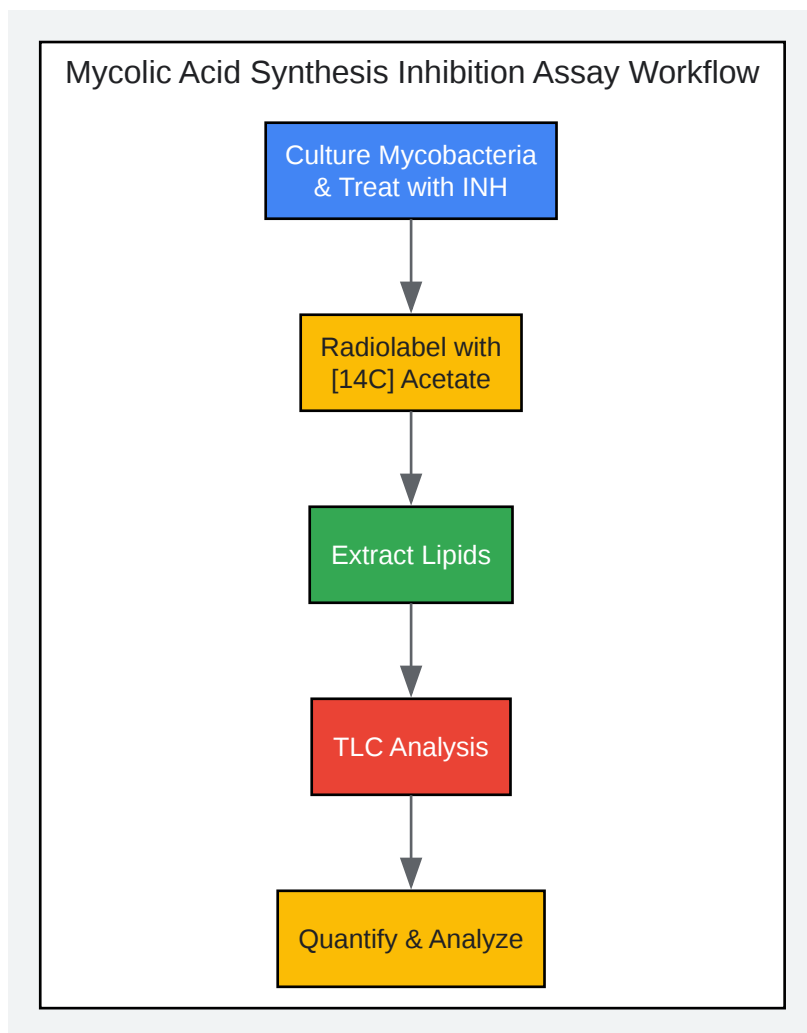 Mycolic Acid Synthesis Inhibition Assay Workflow
Culture Mycobacteria
& Treat with INH
Radiolabel with
[14C] Acetate
Extract Lipids
TLC Analysis
Quantify & Analyze